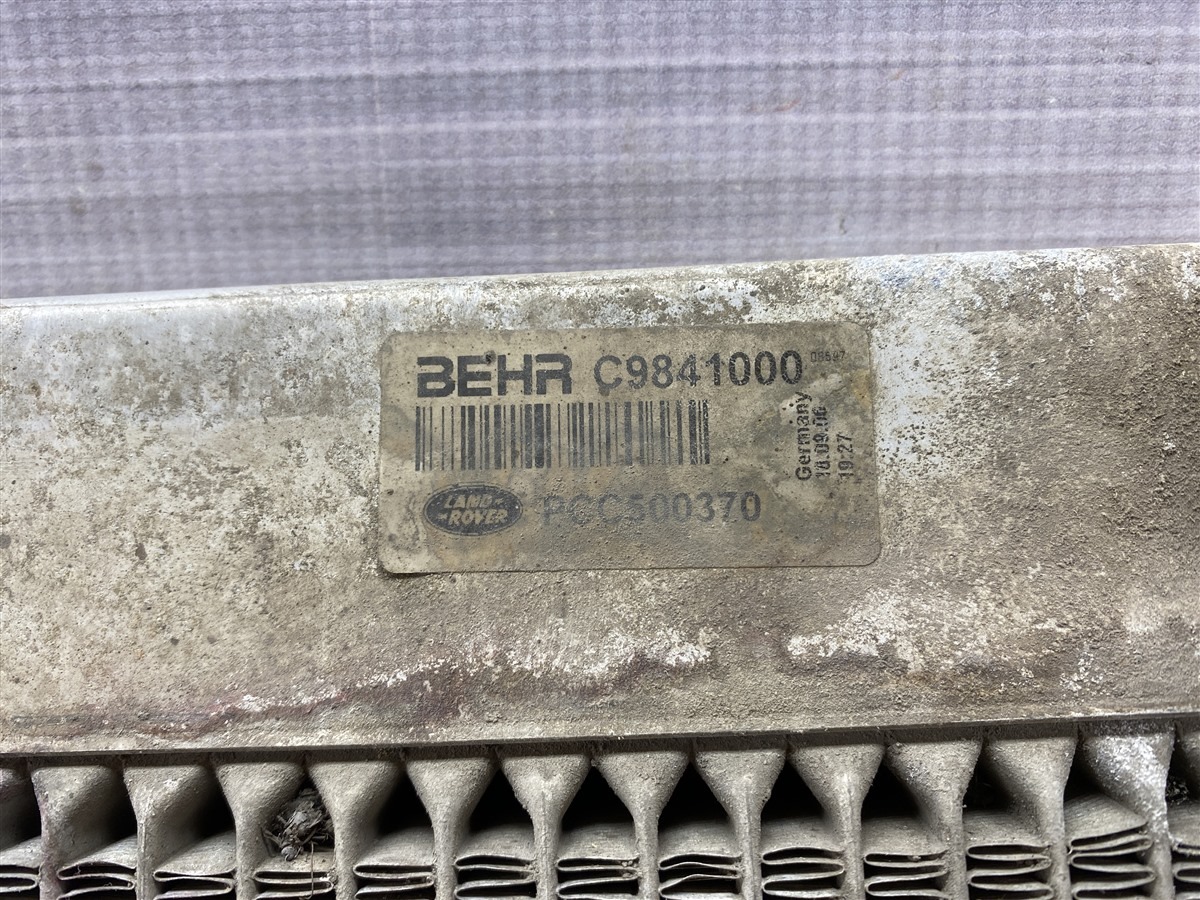 BEHR C9841000
Germany
19:27
LAND-
-ROVER
PCC500370